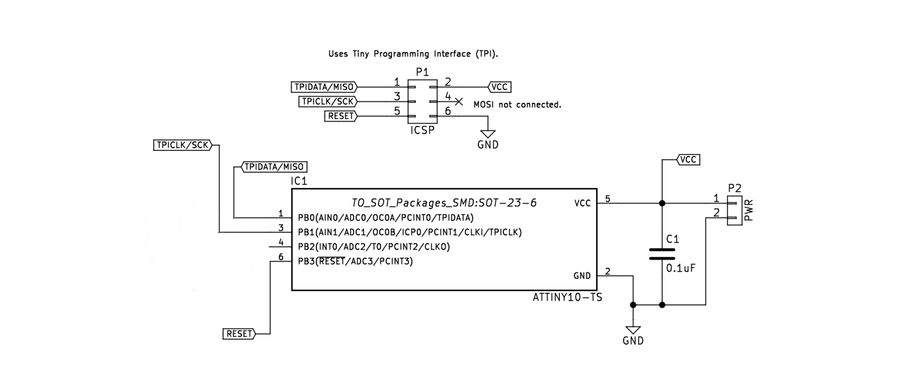 Uses Tiny Programming Interface (TPI).
P1
TPIDATA/MISO 1 2 VCC
TPICLK/SCK 3 4 MOSI not connected.
RESET 5 6
ICSP
GND
TPICLK/SCK
TPIDATA/MISO
VCC
IC1
P2
TO_SOT_Packages_SMD:SOT-23-6
VCC 5
1
2
PWR
1 PB0(AIN0/ADC0/OC0A/PCINT0/TPIDATA)
3 PB1(AIN1/ADC1/OC0B/ICP0/PCINT1/CLKI/TPICLK)
4 PB2(INT0/ADC2/T0/PCINT2/CLKO)
6 PB3(RESET/ADC3/PCINT3)
C1
0.1uF
GND 2
ATTINY10-TS
RESET
GND